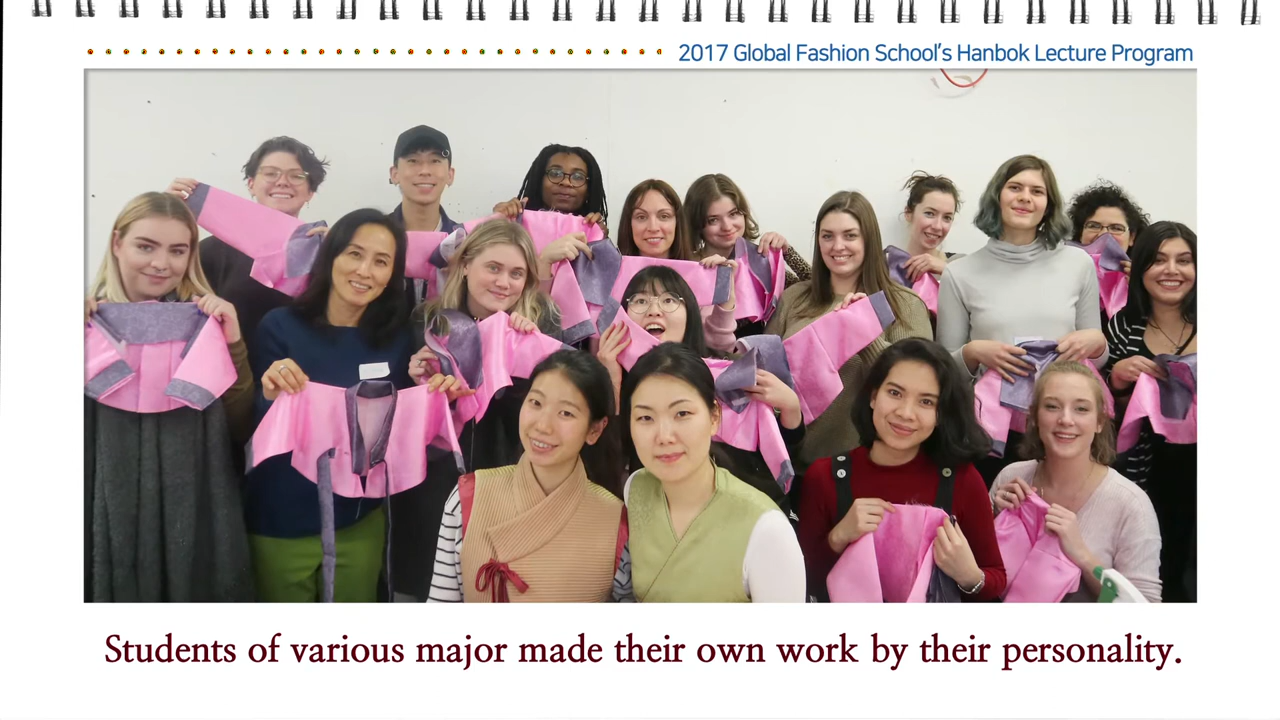 2017 Global Fashion School's Hanbok Lecture Program
Students of various major made their own work by their personality.